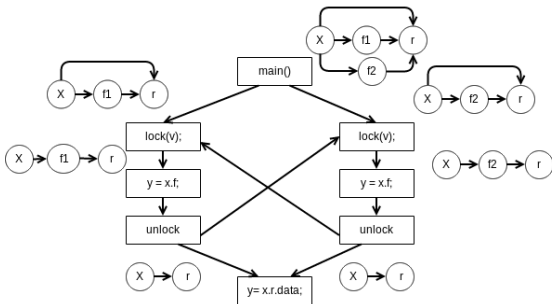 X f1 r
f2
main()
X f1 r
X f2 r
lock(v);
lock(v);
X f1 r
X f2 r
y = x.f;
y = x.f;
unlock
unlock
X r
y= x.r.data;
X r